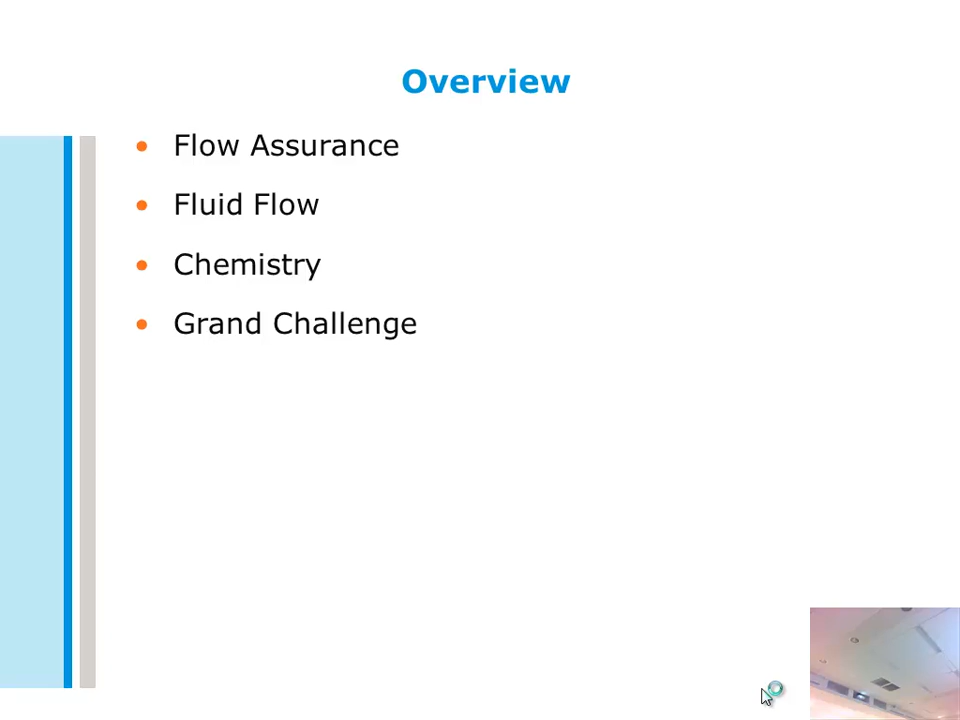 Overview
• Flow Assurance
• Fluid Flow
• Chemistry
• Grand Challenge